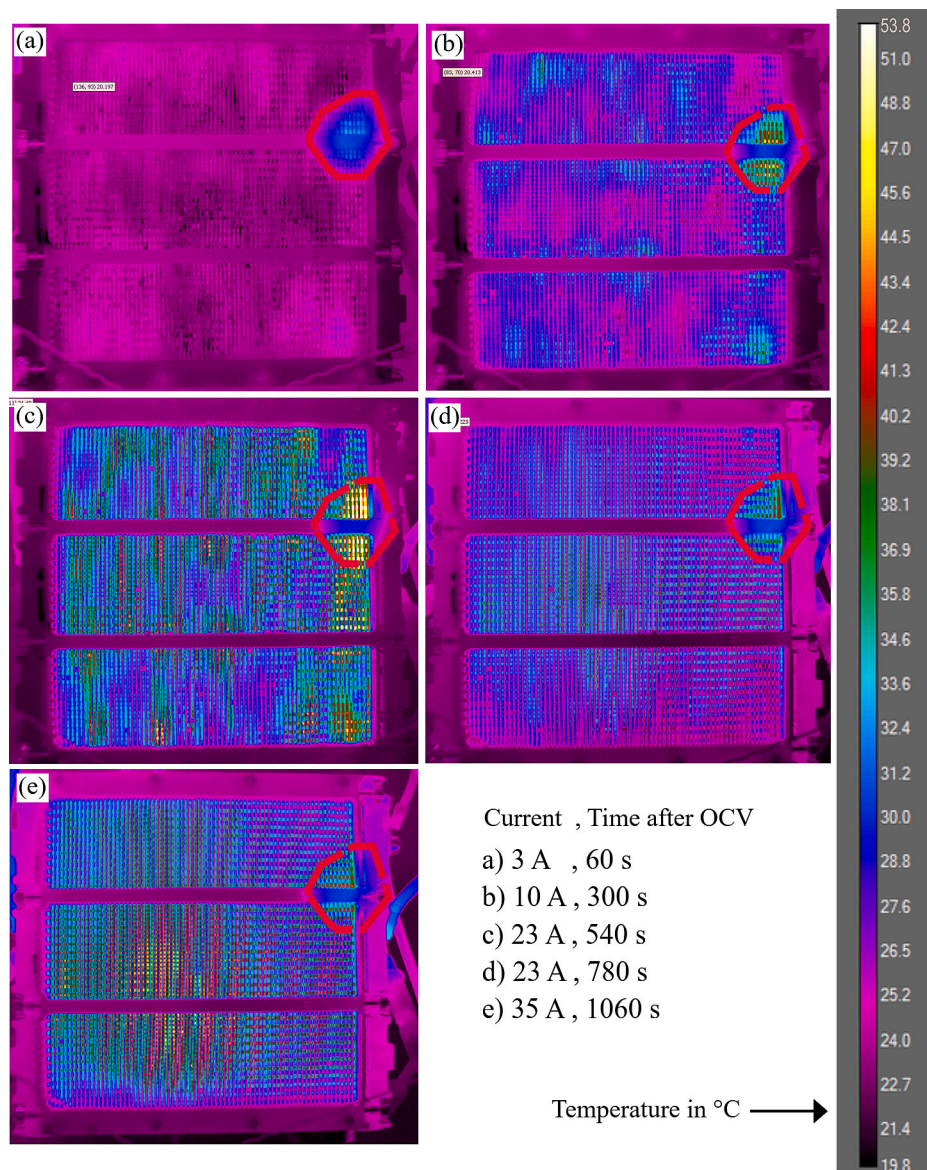 (a)
(136, 93) 20.197
(b)
(83, 70) 20.413
(c)
(d)
(e)
Current , Time after OCV
a) 3 A , 60 s
b) 10 A , 300 s
c) 23 A , 540 s
d) 23 A , 780 s
e) 35 A , 1060 s
Temperature in °C
53.8
51.0
48.8
47.0
45.6
44.5
43.4
42.4
41.3
40.2
39.2
38.1
36.9
35.8
34.6
33.6
32.4
31.2
30.0
28.8
27.6
26.5
25.2
24.0
22.7
21.4
19.8